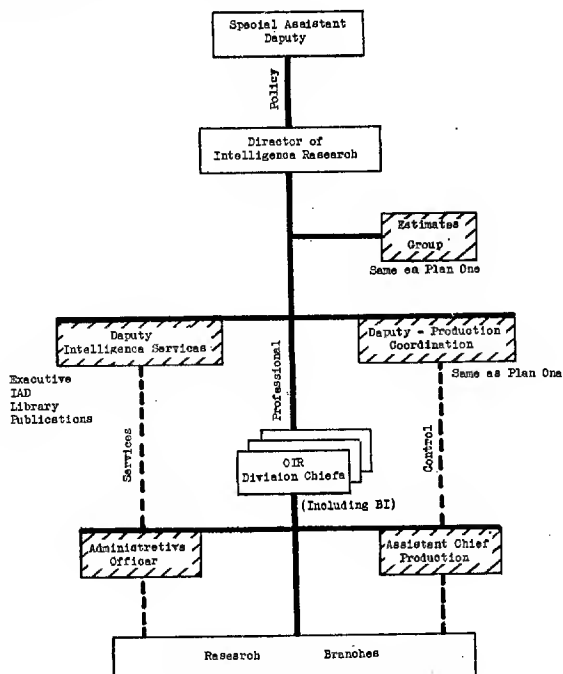 Special Assistant
Deputy
Policy
Director of
Intelligence Research
Estimates
Group
Same ea Plan One
Deputy
Intelligence Services
Deputy - Production
Coordination
Executive
IAD
Library
Publications
Same as Plan One
Professional
Services
Control
OIR
Division Chiefs
(Including BI)
Administrative
Officer
Assistant Chief
Production
Research Branches